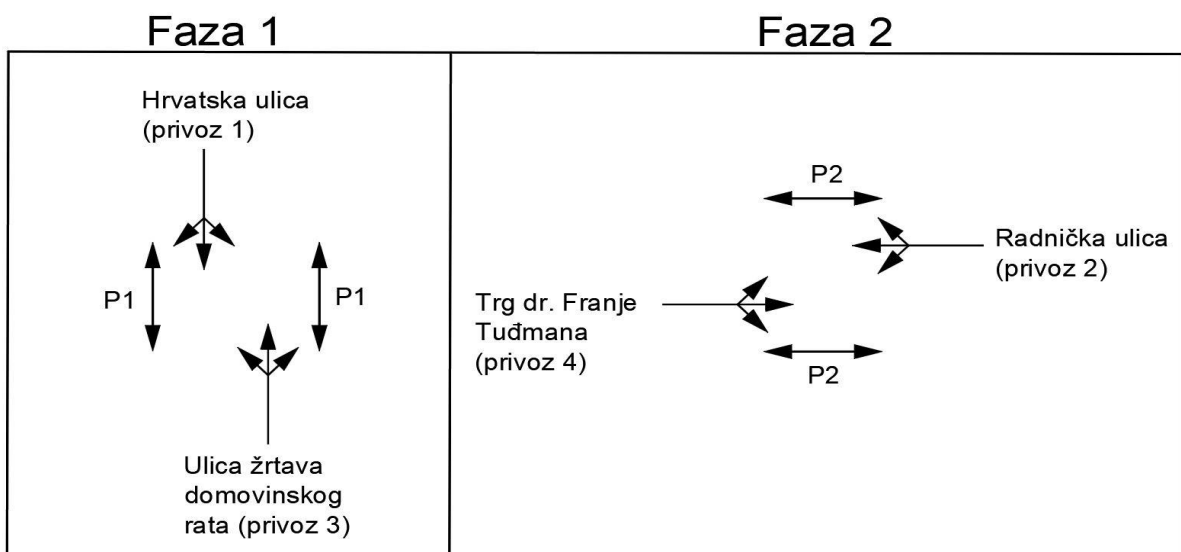 Faza 1
Faza 2
Hrvatska ulica
(privoz 1)
P1
P1
Ulica žrtava
domovinskog
rata (privoz 3)
P2
Radnička ulica
(privoz 2)
Trg dr. Franje
Tuđmana
(privoz 4)
P2